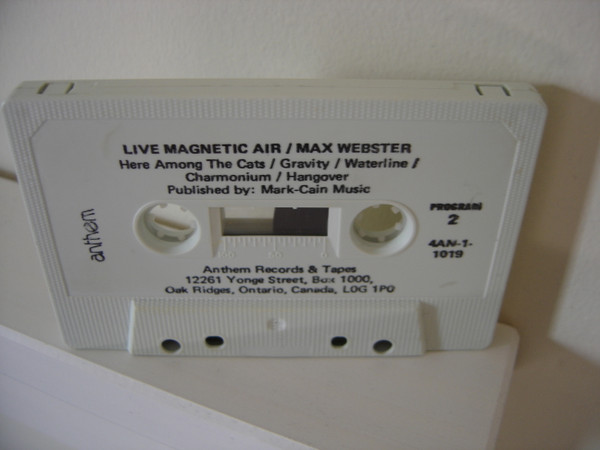 LIVE MAGNETIC AIR / MAX WEBSTER
Here Among The Cats / Gravity / Waterline /
Charmonium / Hangover
Published by: Mark-Cain Music
anthem
PROGRAM
2
4AN-1-
1019
Anthem Records & Tapes
12261 Yonge Street, Box 1000,
Oak Ridges, Ontario, Canada, L0G 1P0